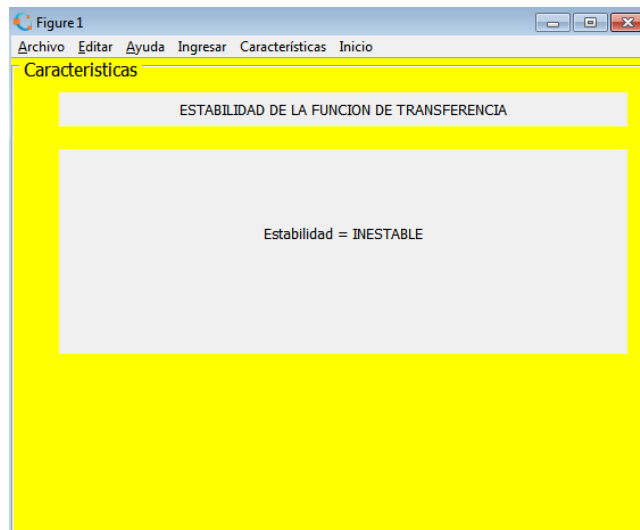 Figure 1
Archivo Editar Ayuda Ingresar Características Inicio
Caracteristicas
ESTABILIDAD DE LA FUNCION DE TRANSFERENCIA
Estabilidad = INESTABLE